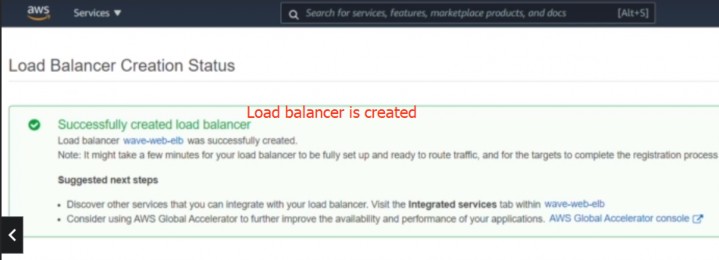 aws Services ▼ Search for services, features, marketplace products, and docs [Alt+S]
Load Balancer Creation Status
Load balancer is created
Successfully created load balancer
Load balancer wave-web-elb was successfully created.
Note: It might take a few minutes for your load balancer to be fully set up and ready to route traffic, and for the targets to complete the registration process
Suggested next steps
• Discover other services that you can integrate with your load balancer. Visit the Integrated services tab within wave-web-elb
• Consider using AWS Global Accelerator to further improve the availability and performance of your applications. AWS Global Accelerator console